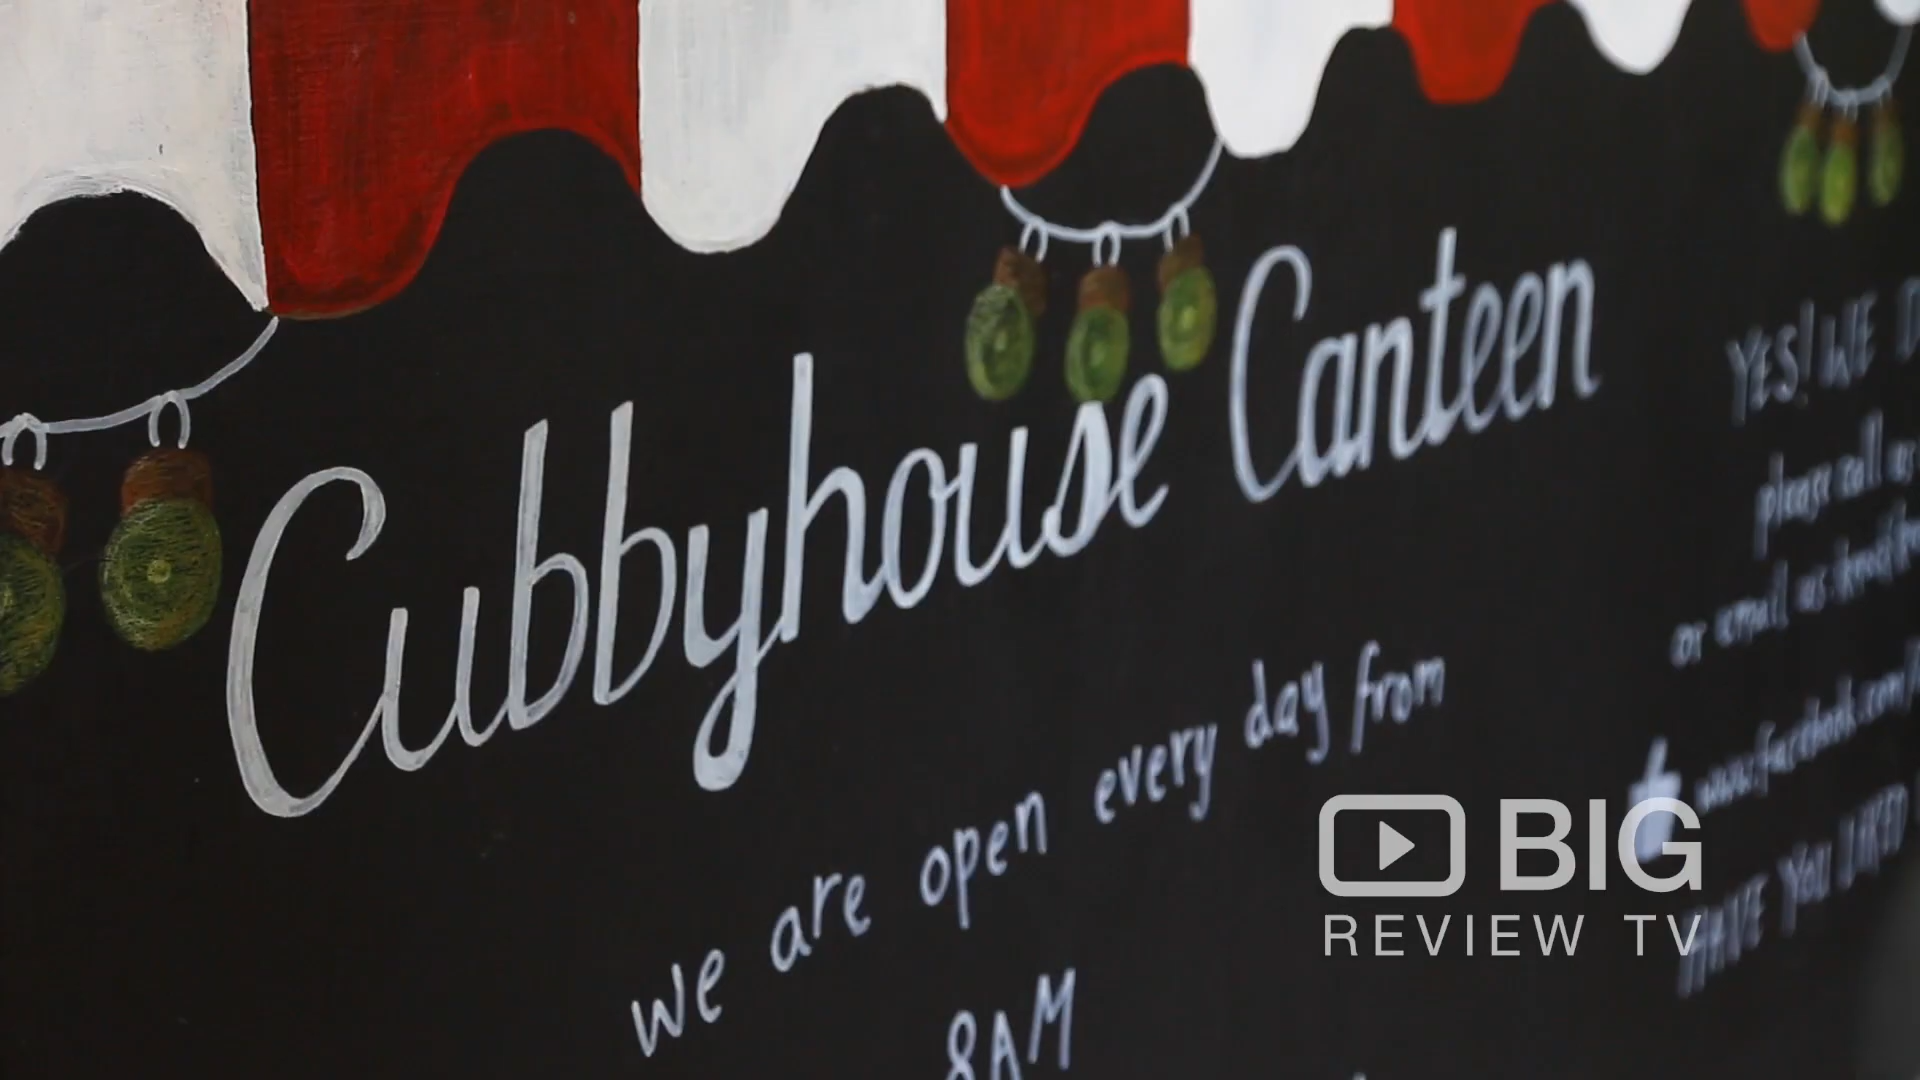 Cubbyhouse Canteen
we are open every day from
8AM
YES! WE
please call us
or email us
www.facebook.com/
HAVE YOU LIKED
BIG
REVIEW TV